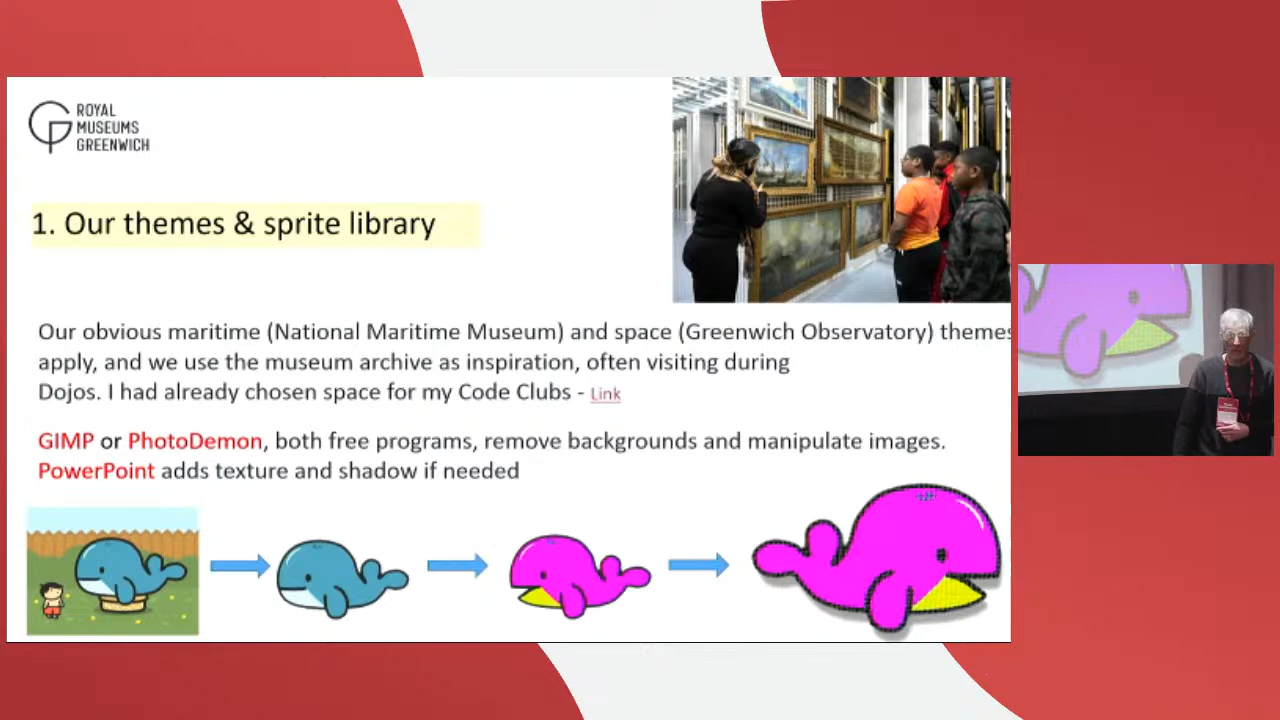 ROYAL
MUSEUMS
GREENWICH
1. Our themes & sprite library
Our obvious maritime (National Maritime Museum) and space (Greenwich Observatory) themes
apply, and we use the museum archive as inspiration, often visiting during
Dojos. I had already chosen space for my Code Clubs - Link
GIMP or PhotoDemon, both free programs, remove backgrounds and manipulate images.
PowerPoint adds texture and shadow if needed